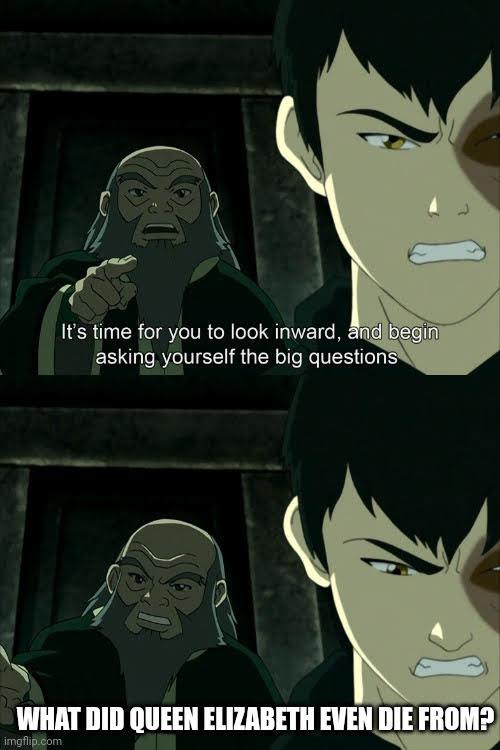 It's time for you to look inward, and begin
asking yourself the big questions
WHAT DID QUEEN ELIZABETH EVEN DIE FROM?
imgflip.com